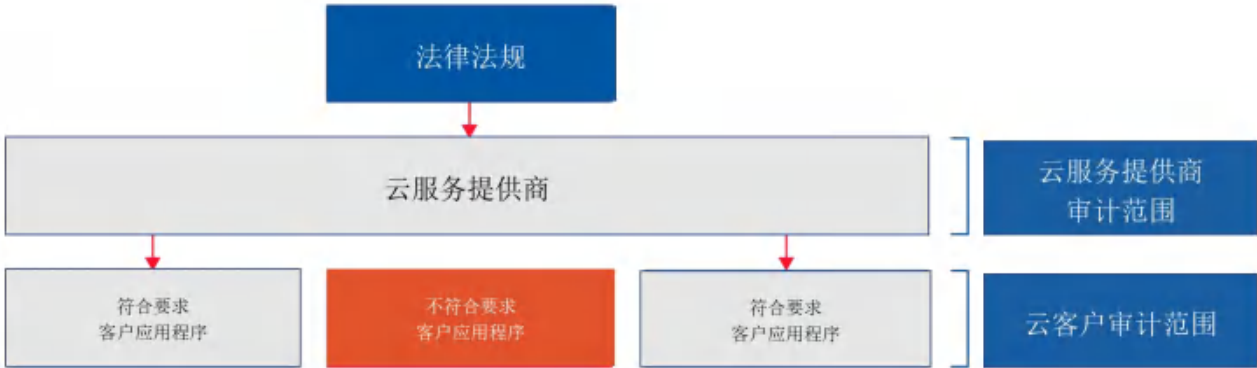 法律法规
云服务提供商
云服务提供商
审计范围
符合要求
客户应用程序
不符合要求
客户应用程序
符合要求
客户应用程序
云客户审计范围